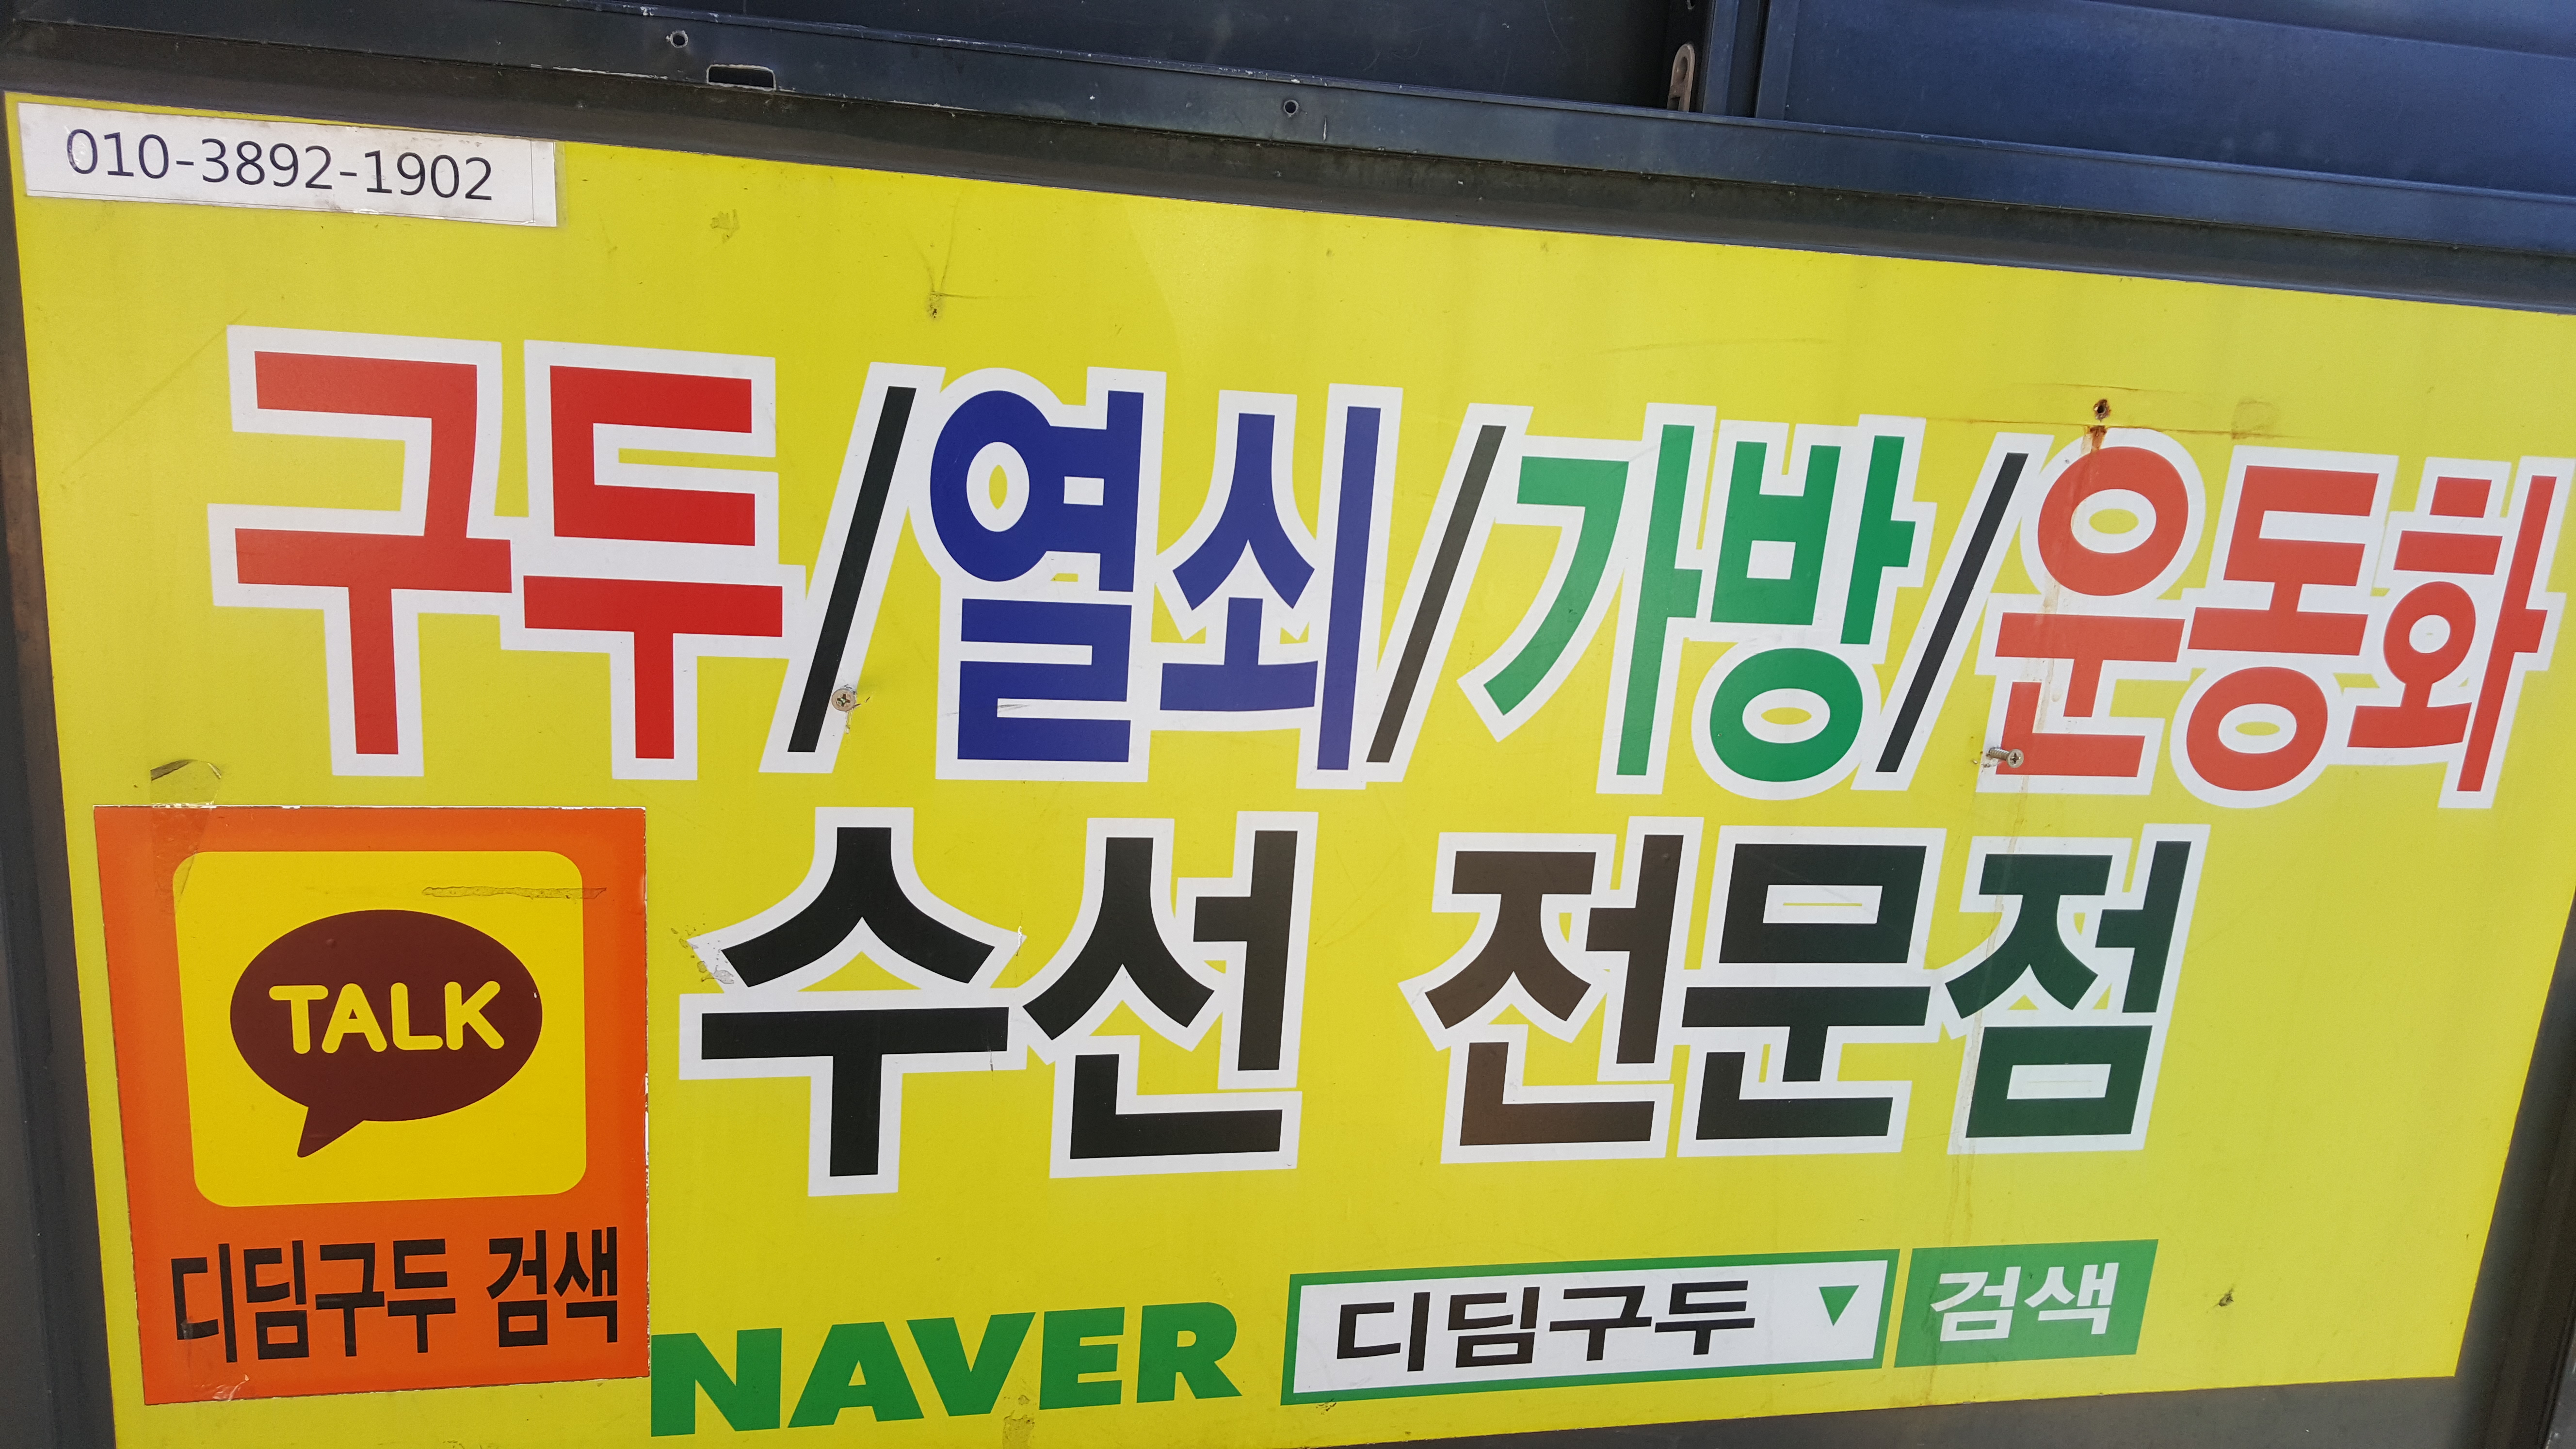 010-3892-1902
구두/열쇠/가방/운동화
수선 전문점
TALK
디딤구두 검색
NAVER 디딤구두 검색